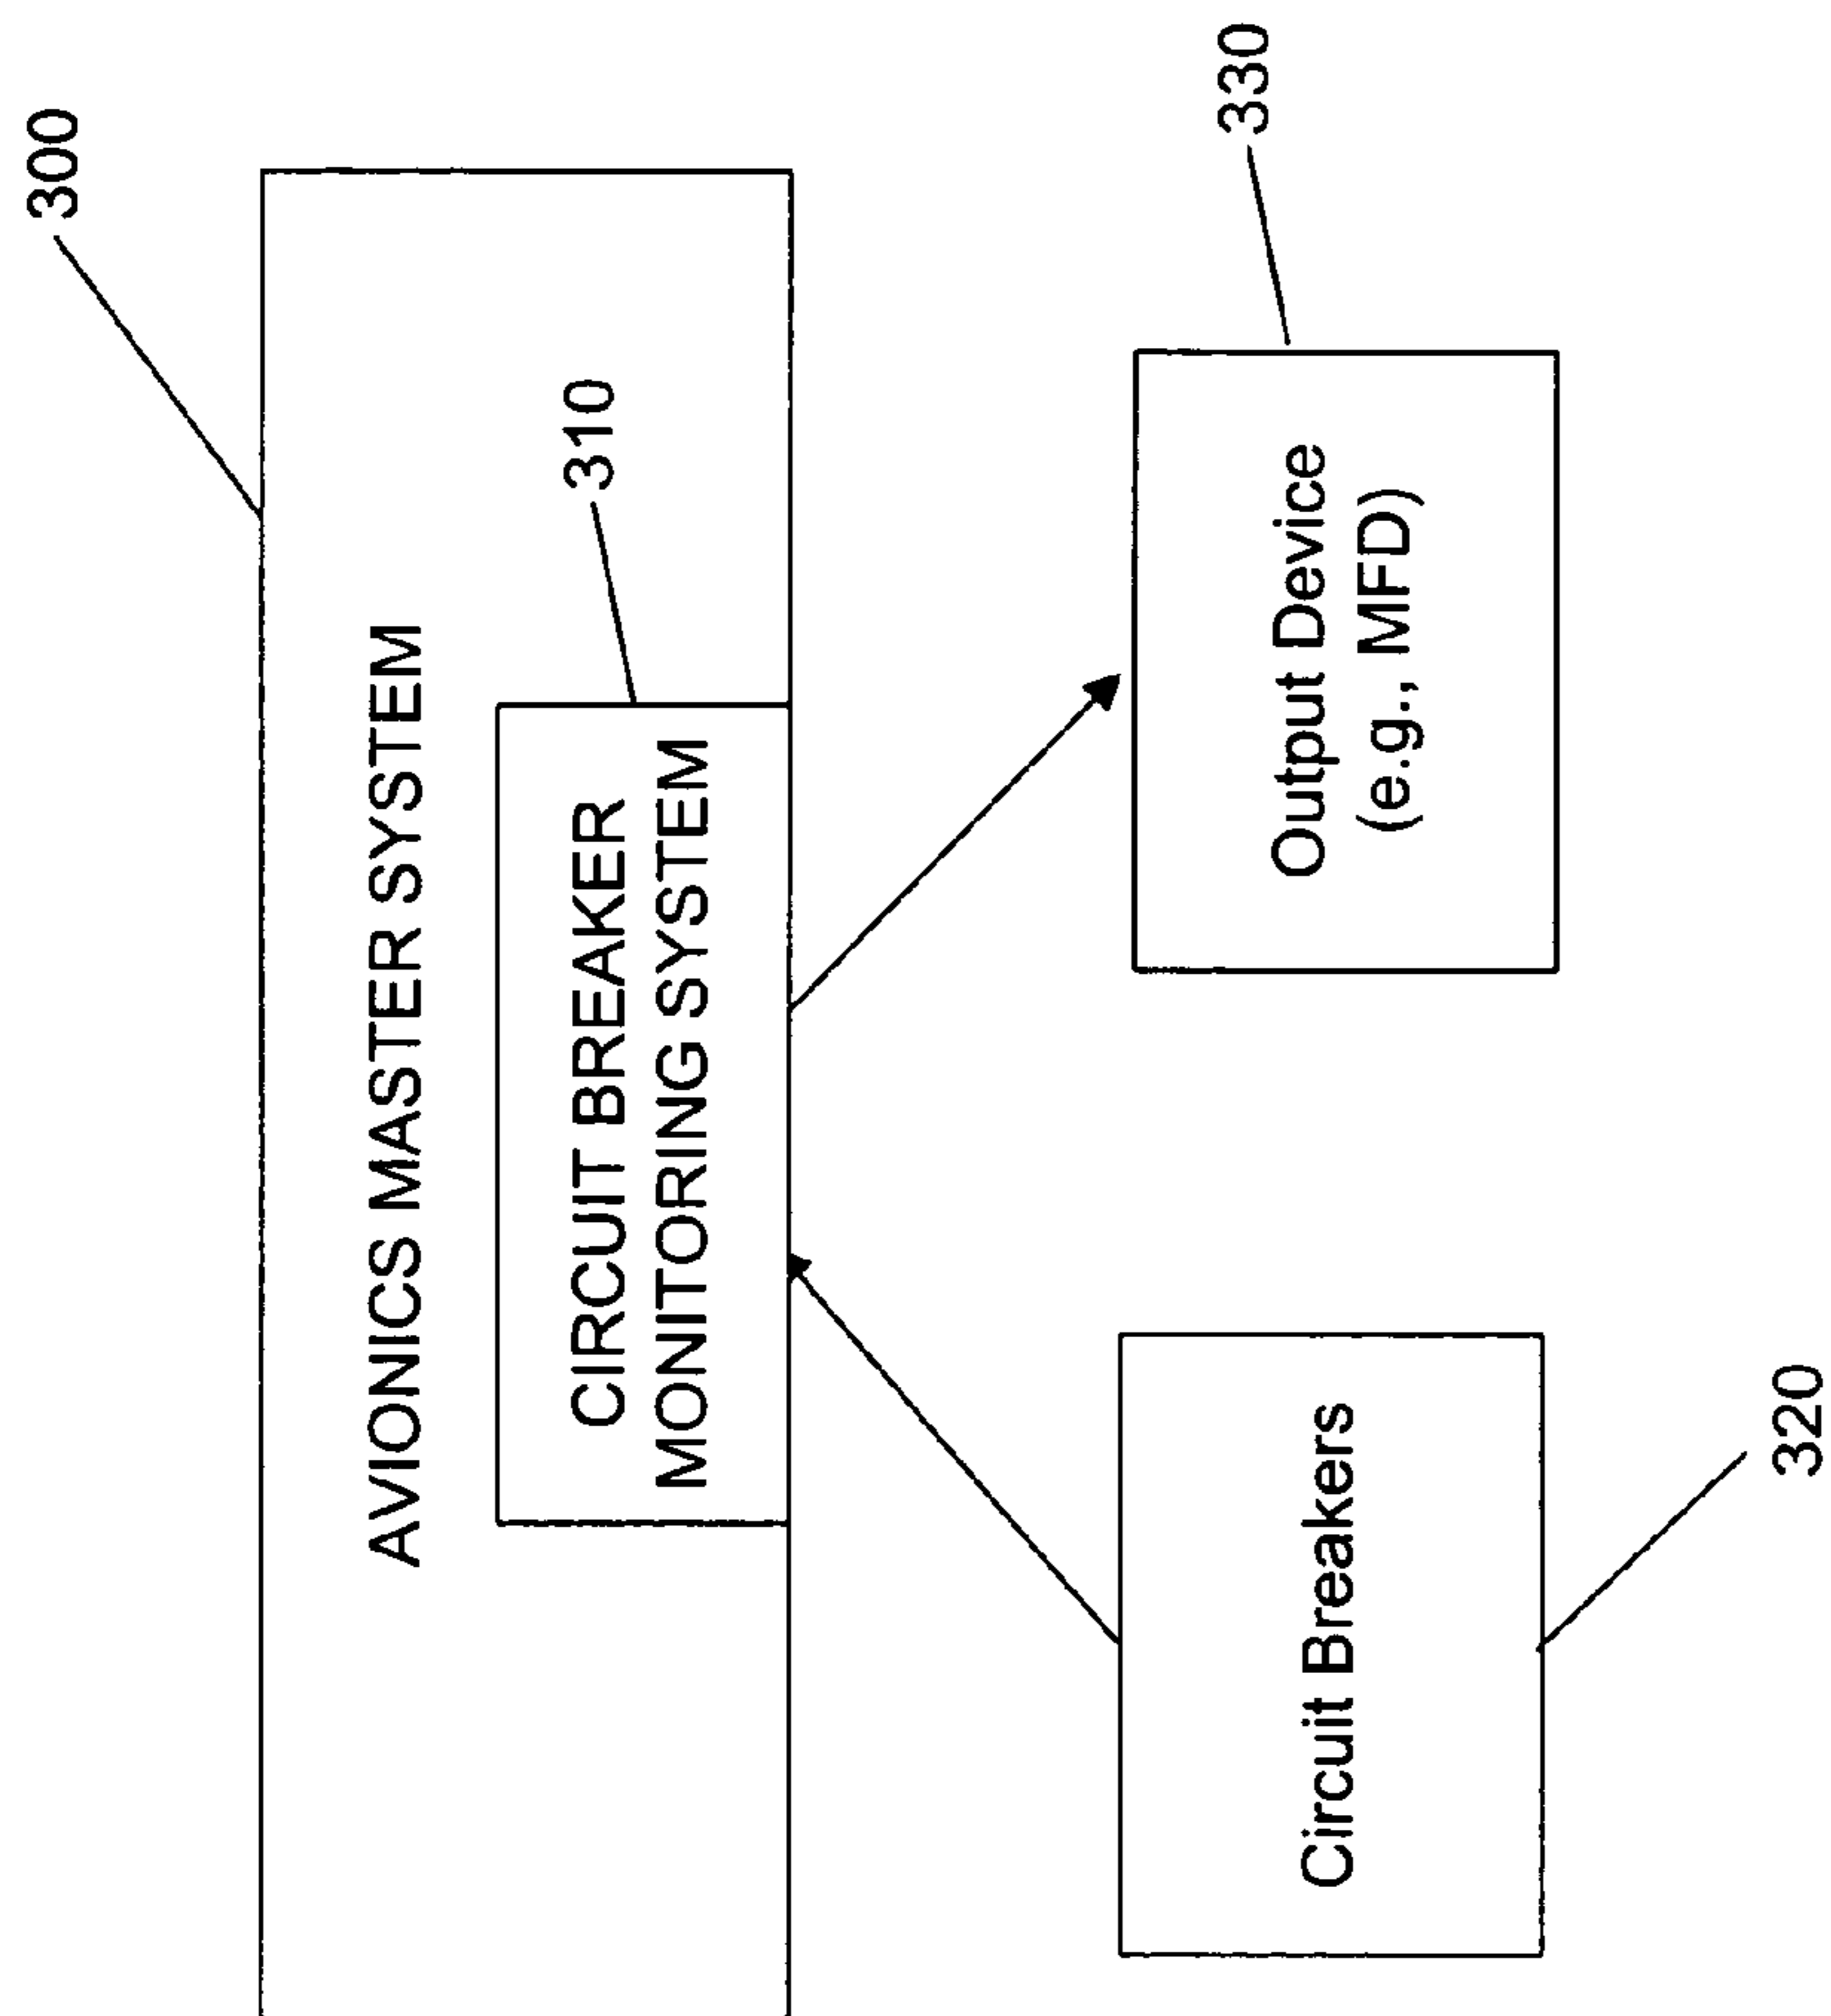 300
AVIONICS MASTER SYSTEM
310
CIRCUIT BREAKER
MONITORING SYSTEM
330
Circuit Breakers
Output Device
(e.g., MFD)
320